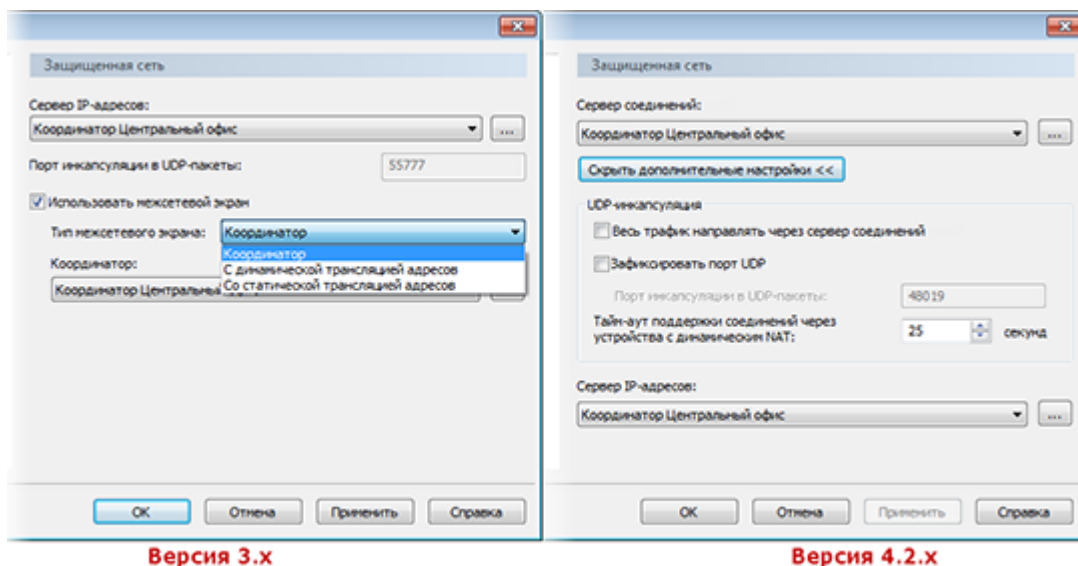 Защищенная сеть
Сервер IP-адресов:
Координатор Центральный офис
...
Порт инкапсуляции в UDP-пакеты:
55777
Использовать межсетевой экран
Тип межсетевого экрана:
Координатор
Координатор
С динамической трансляцией адресов
Со статической трансляцией адресов
Координатор:
Координатор Центральны
OK
Отмена
Применить
Справка
Версия 3.x
Защищенная сеть
Сервер соединений:
Координатор Центральный офис
...
Скрыть дополнительные настройки <<
UDP-инкапсуляция
Весь трафик направлять через сервер соединений
Зафиксировать порт UDP
Порт инкапсуляции в UDP-пакеты:
48019
Тайм-аут поддержки соединений через
устройства с динамическим NAT:
25
секунд
Сервер IP-адресов:
Координатор Центральный офис
...
OK
Отмена
Применить
Справка
Версия 4.2.x